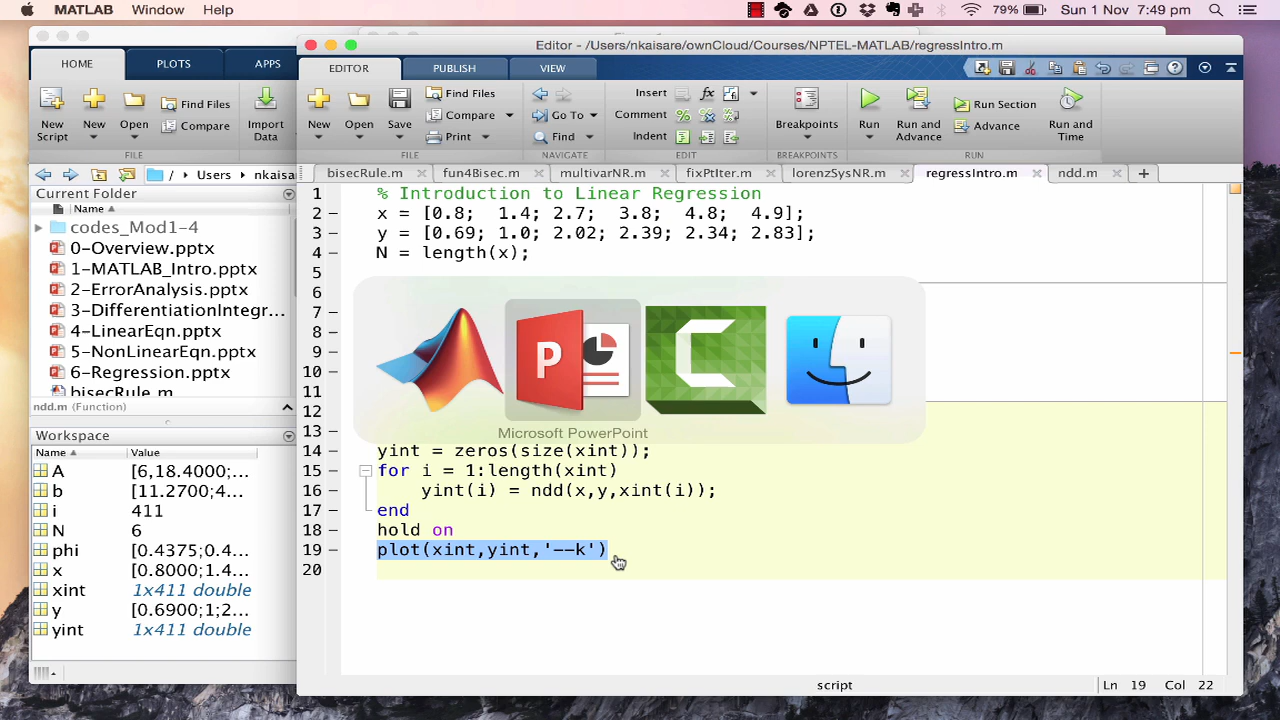 MATLAB Window Help
79% Sun 1 Nov 7:49 pm
Editor - /Users/nkaisare/ownCloud/Courses/NPTEL-MATLAB/regressIntro.m
HOME PLOTS APPS
EDITOR PUBLISH VIEW
New Script
New
Open
Find Files
Compare
Import Data
FILE
New
Open
Save
Find Files
Compare
Print
FILE
Go To
Find
NAVIGATE
Insert
Comment
Indent
fx
EDIT
Breakpoints
BREAKPOINTS
Run
Run and Advance
Run Section
Advance
Run and Time
RUN
/ Users nkaisa
bisecRule.m fun4Bisec.m multivarNR.m fixPtIter.m lorenzSysNR.m regressIntro.m ndd.m
Current Folder
Name
codes_Mod1-4
0-Overview.pptx
1-MATLAB_Intro.pptx
2-ErrorAnalysis.pptx
3-DifferentiationIntegr...
4-LinearEqn.pptx
5-NonLinearEqn.pptx
6-Regression.pptx
bisecRule.m
ndd.m (Function)
Workspace
Name Value
A [6,18.4000;...
b [11.2700;4...
i 411
N 6
phi [0.4375;0.4...
x [0.8000;1.4...
xint 1x411 double
y [0.6900;1;2...
yint 1x411 double
1 % Introduction to Linear Regression
2 x = [0.8; 1.4; 2.7; 3.8; 4.8; 4.9];
3 y = [0.69; 1.0; 2.02; 2.39; 2.34; 2.83];
4 N = length(x);
5
6
7
8
9
10
11
12
13
14 yint = zeros(size(xint));
15 for i = 1:length(xint)
16 yint(i) = ndd(x,y,xint(i));
17 end
18 hold on
19 plot(xint,yint,'--k')
20
P
C
Microsoft PowerPoint
script Ln 19 Col 22